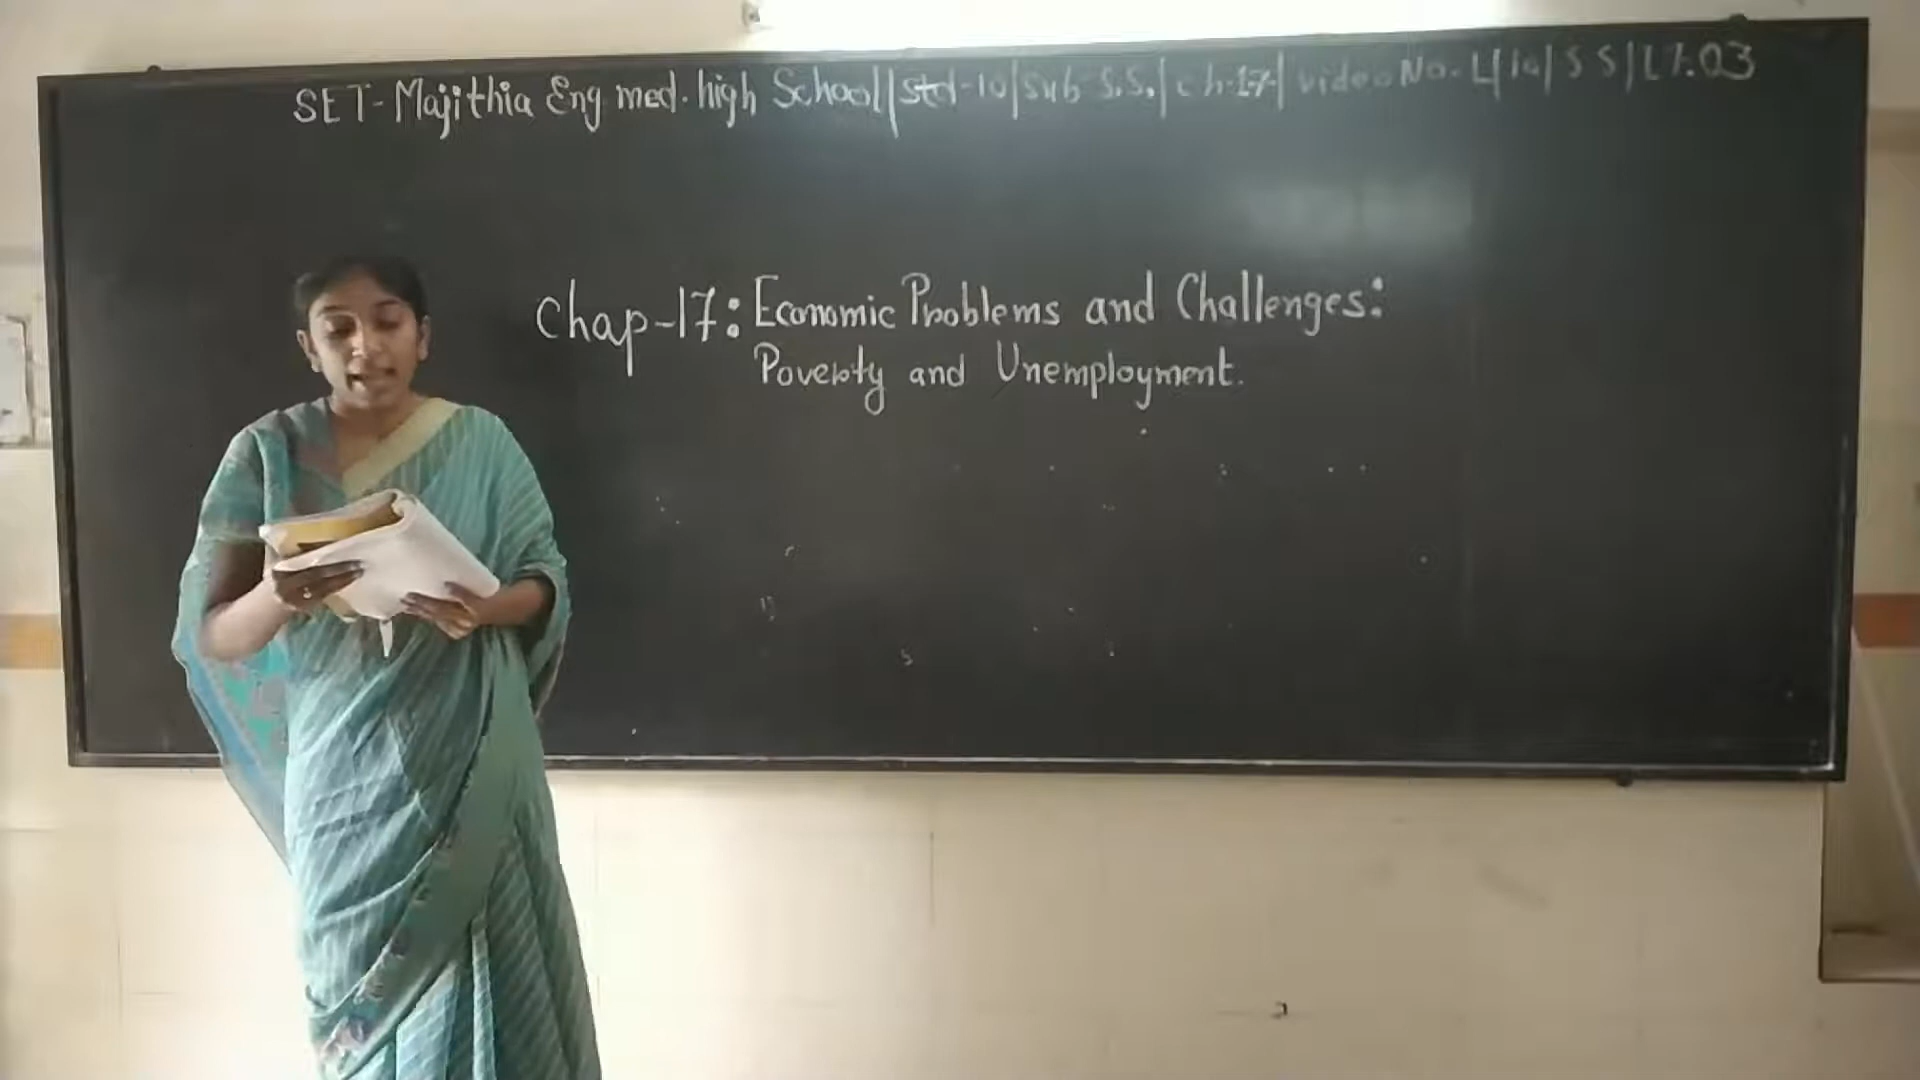 SET-Majithia Eng med. high School|Std-10|Sub S.S.|ch-17|video No. 4|10|SS|17.03
Chap-17: Economic Problems and Challenges:
Poverty and Unemployment.